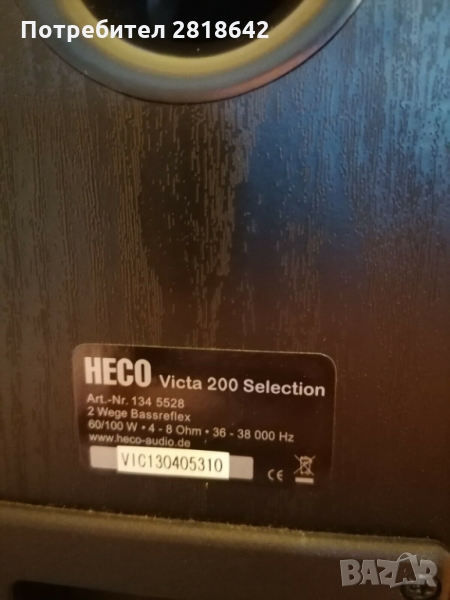 Потребител 2818642
HECO Victa 200 Selection
Art.-Nr. 134 5528
2 Wege Bassreflex
60/100 W • 4 - 8 Ohm • 36 - 38 000 Hz
www.heco-audio.de
VIC130405310
CE
BAZAR